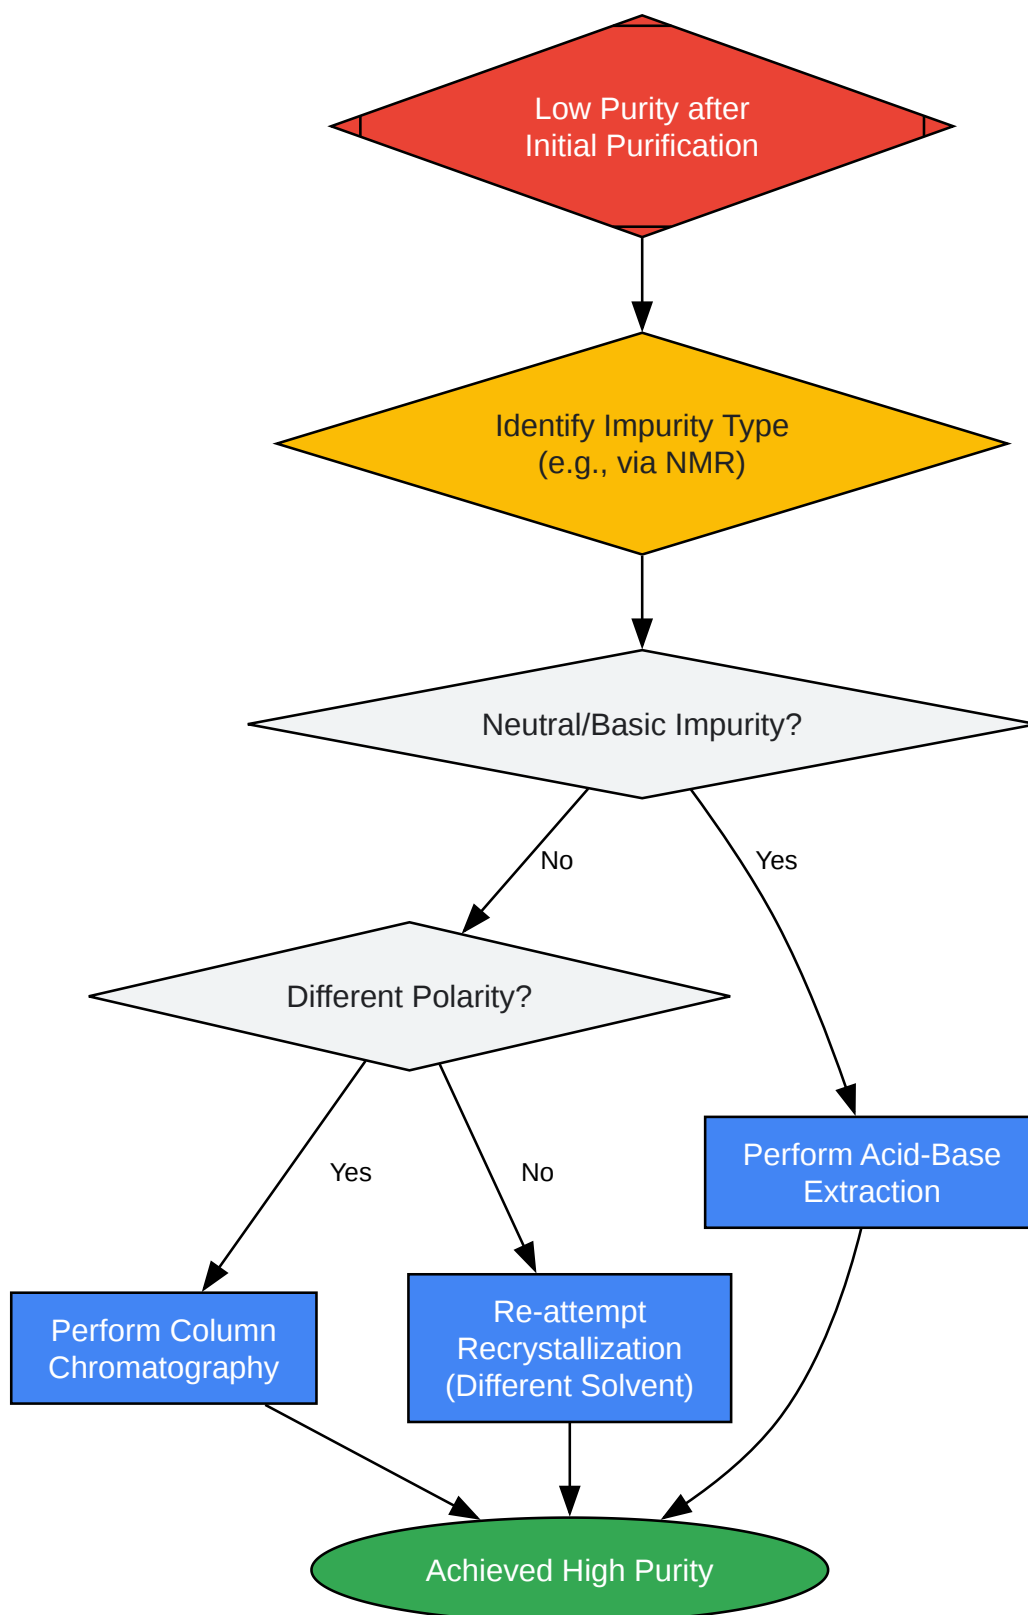 Low Purity after
Initial Purification
Identify Impurity Type
(e.g., via NMR)
Neutral/Basic Impurity?
No
Yes
Different Polarity?
Yes
No
Perform Acid-Base
Extraction
Perform Column
Chromatography
Re-attempt
Recrystallization
(Different Solvent)
Achieved High Purity